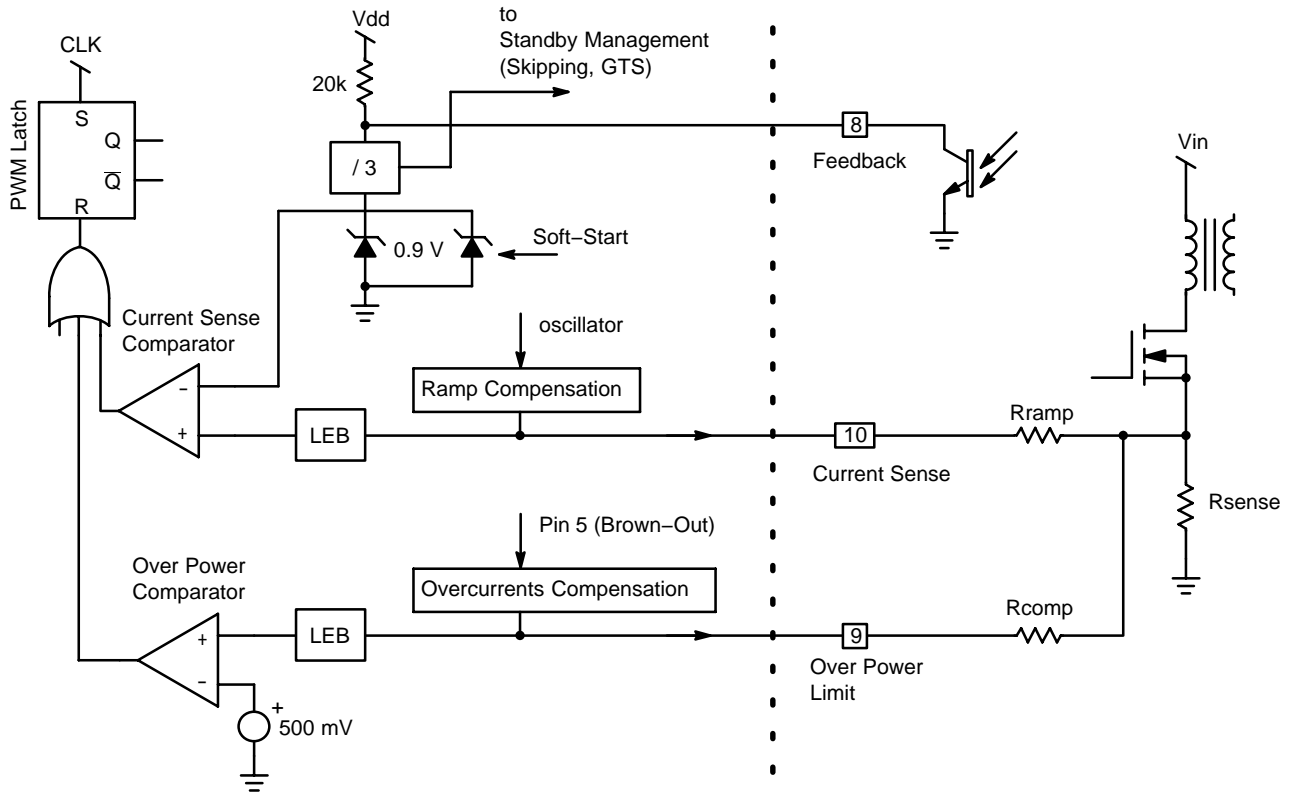 to
Standby Management
(Skipping, GTS)
Vdd
CLK
20k
PWM Latch
S
Q
Q
R
/ 3
8
Feedback
Vin
0.9 V
Soft−Start
Current Sense
Comparator
oscillator
Ramp Compensation
−
+
LEB
10
Current Sense
Rramp
Rsense
Pin 5 (Brown−Out)
Over Power
Comparator
Overcurrents Compensation
+
−
LEB
9
Over Power
Limit
Rcomp
+
500 mV